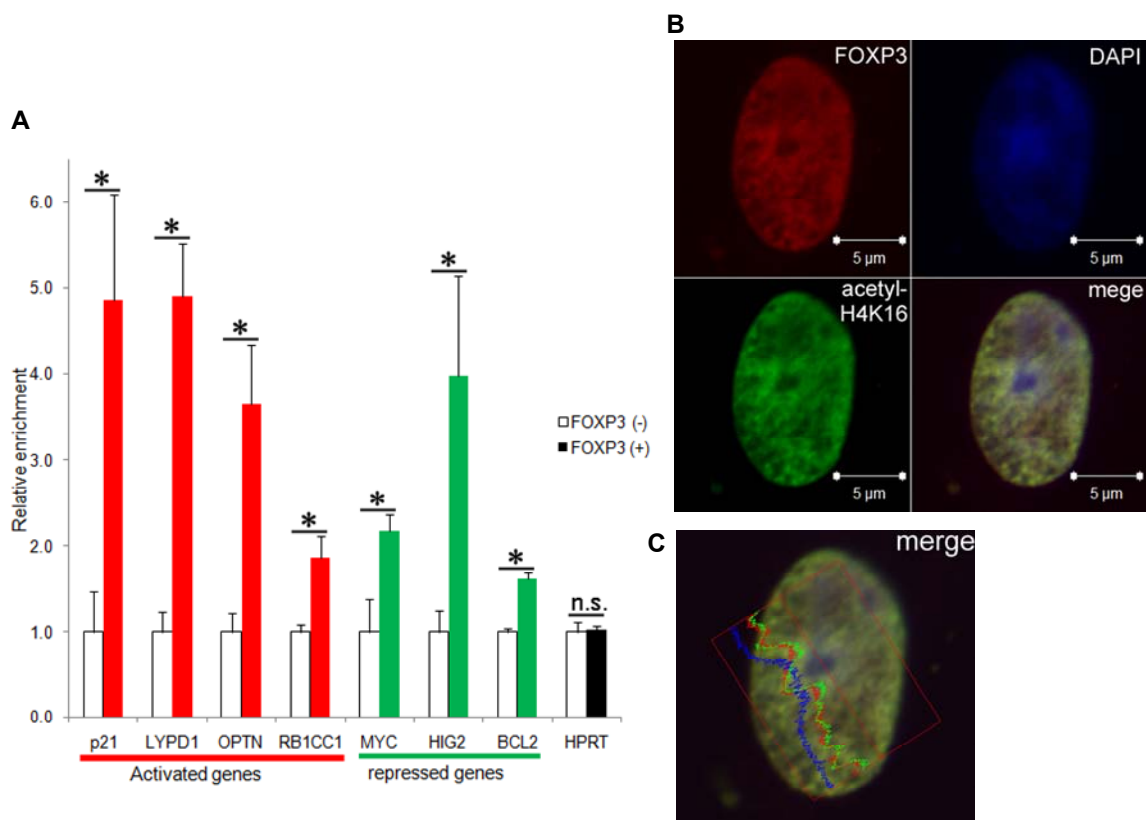 A
Relative enrichment
6.0
5.0
4.0
3.0
2.0
1.0
0.0
*
*
*
*
*
*
*
n.s.
FOXP3 (-)
FOXP3 (+)
p21 LYPD1 OPTN RB1CC1 MYC HIG2 BCL2 HPRT
Activated genes repressed genes
B
FOXP3
5 µm
DAPI
5 µm
acetyl-
H4K16
5 µm
mege
5 µm
C
merge